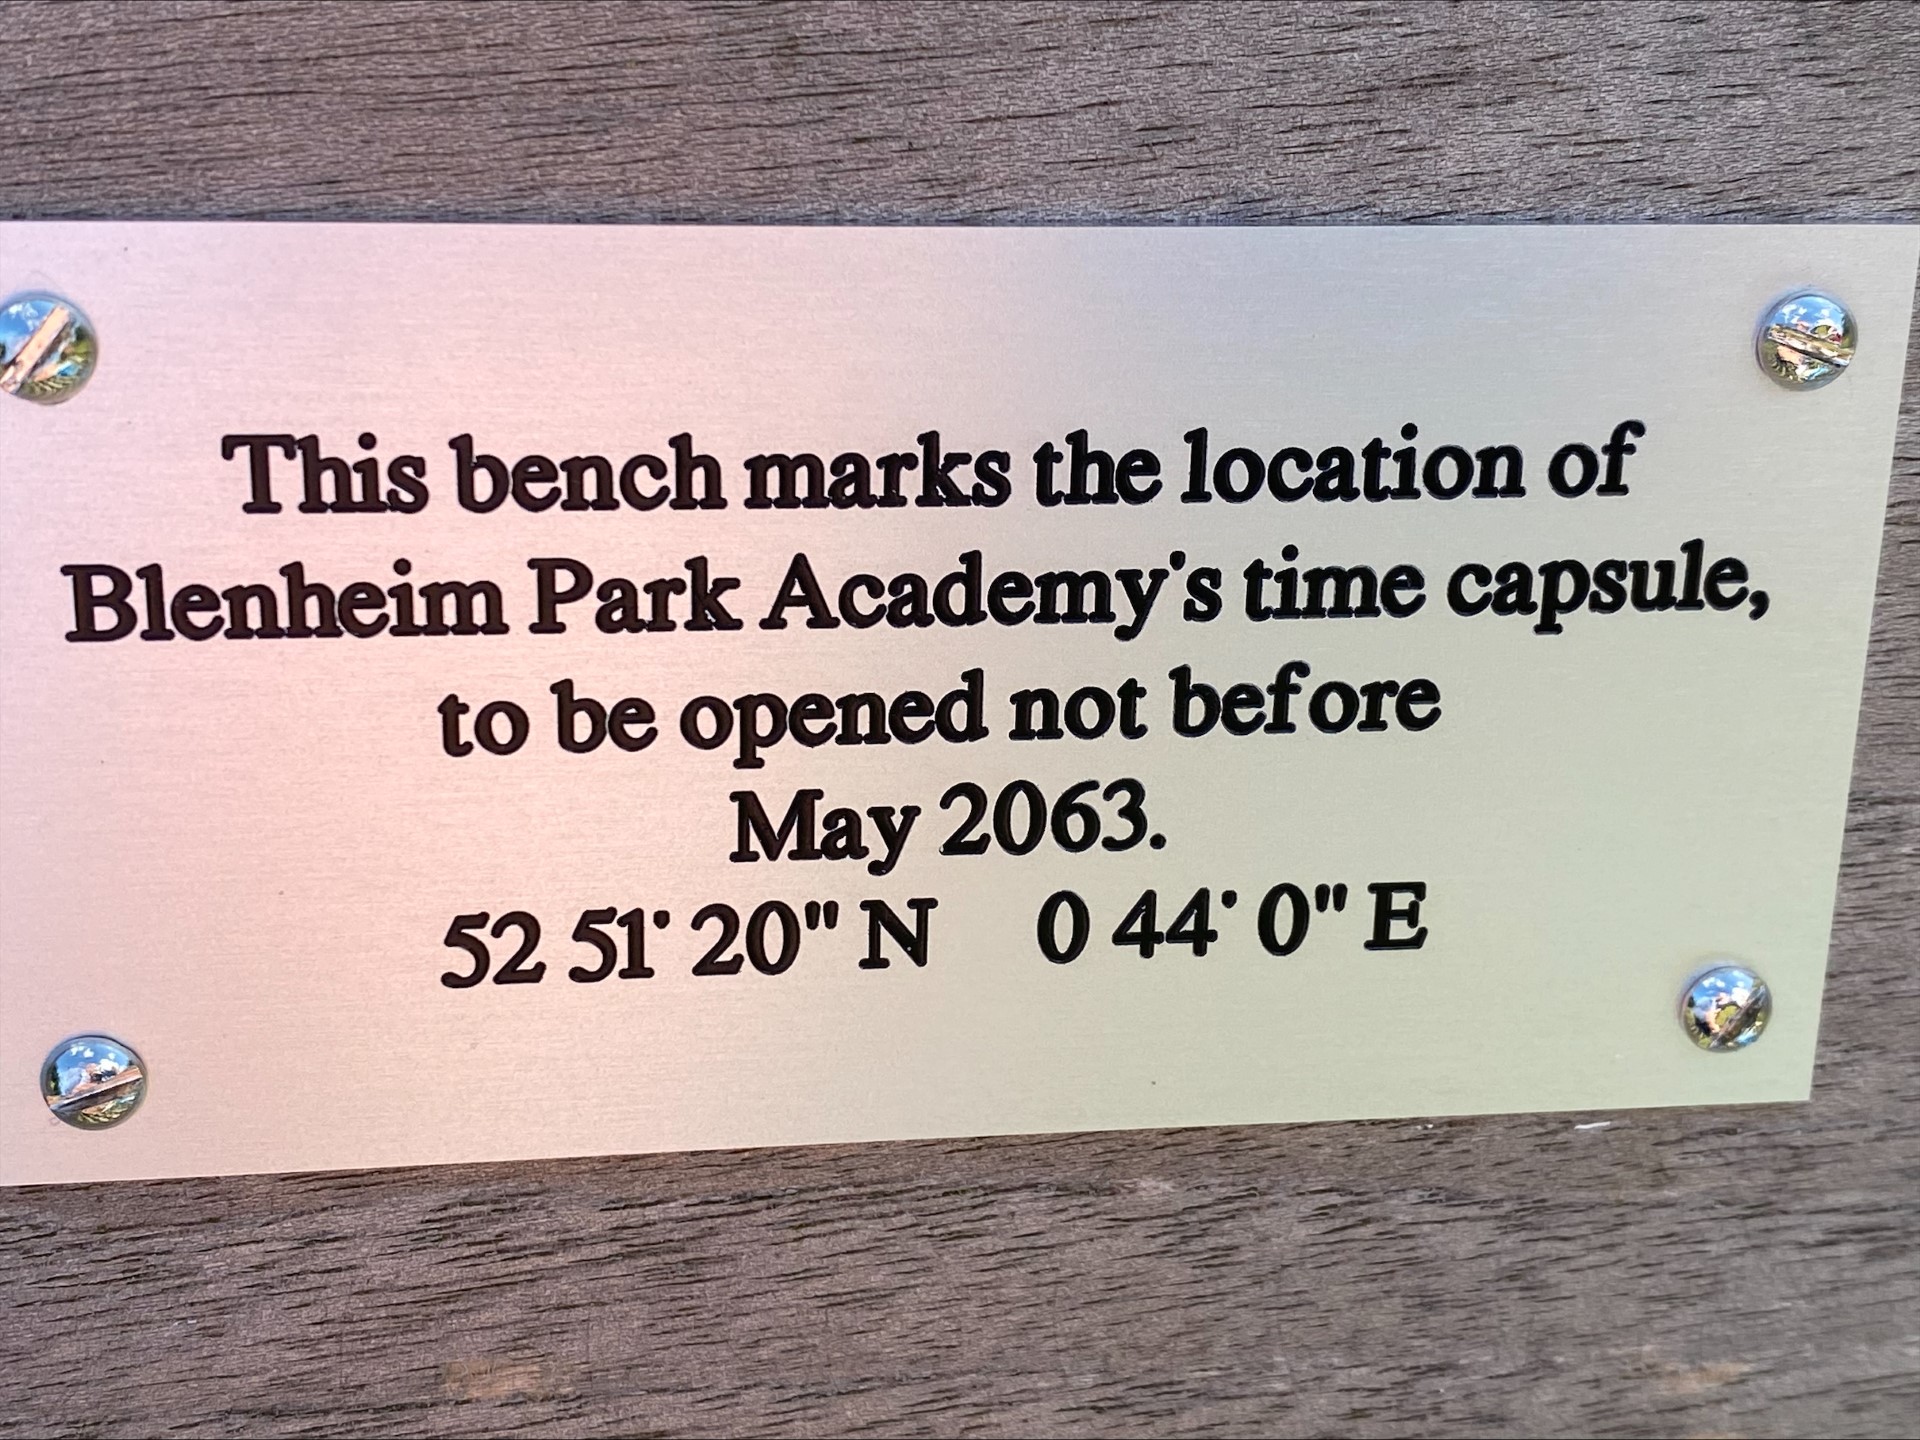 This bench marks the location of
Blenheim Park Academy's time capsule,
to be opened not before
May 2063.
52 51' 20" N 0 44' 0" E